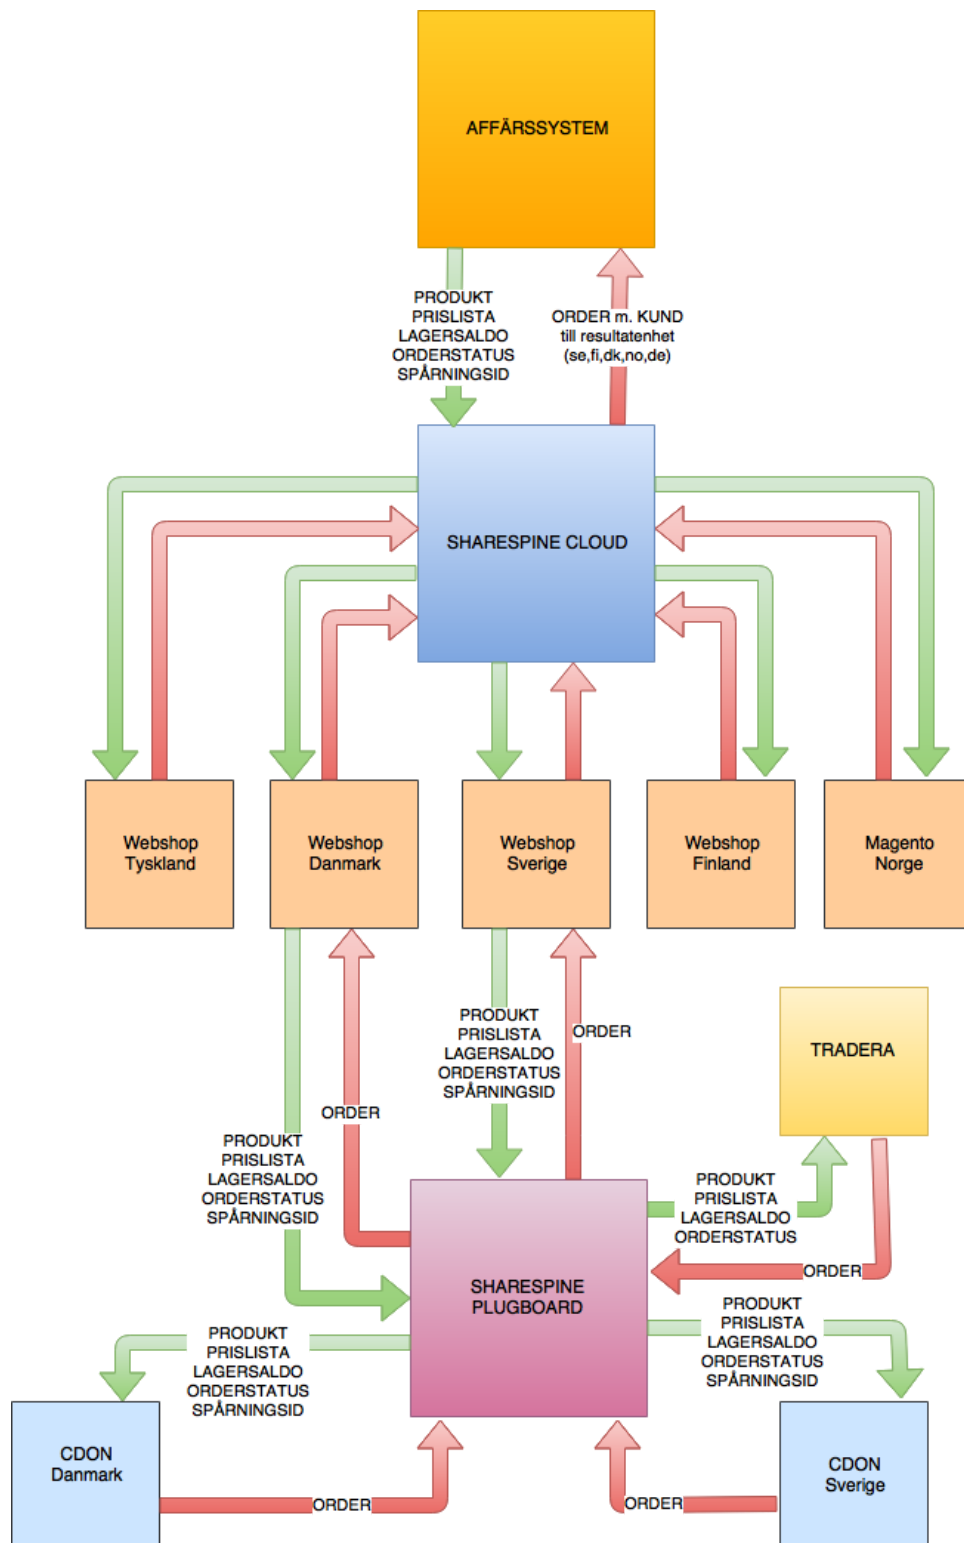 AFFÄRSSYSTEM
PRODUKT
PRISLISTA
LAGERSALDO
ORDERSTATUS
SPÅRNINGSID
ORDER m. KUND
till resultatenhet
(se,fi,dk,no,de)
SHARESPINE CLOUD
Webshop
Tyskland
Webshop
Danmark
Webshop
Sverige
Webshop
Finland
Magento
Norge
PRODUKT
PRISLISTA
LAGERSALDO
ORDERSTATUS
SPÅRNINGSID
ORDER
TRADERA
ORDER
PRODUKT
PRISLISTA
LAGERSALDO
ORDERSTATUS
SPÅRNINGSID
PRODUKT
PRISLISTA
LAGERSALDO
ORDERSTATUS
ORDER
SHARESPINE
PLUGBOARD
PRODUKT
PRISLISTA
LAGERSALDO
ORDERSTATUS
SPÅRNINGSID
PRODUKT
PRISLISTA
LAGERSALDO
ORDERSTATUS
SPÅRNINGSID
CDON
Danmark
ORDER
ORDER
CDON
Sverige